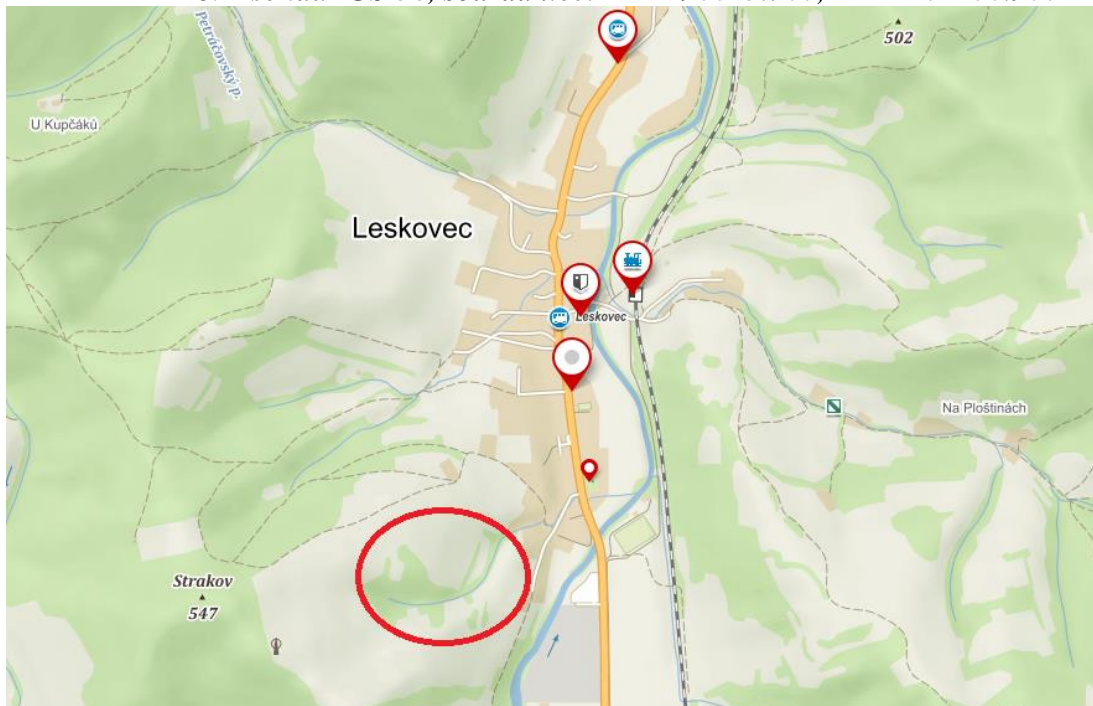 502
Petráčovský p.
U Kupčáků
Leskovec
Leskovec
Na Ploštinách
Strakov
547